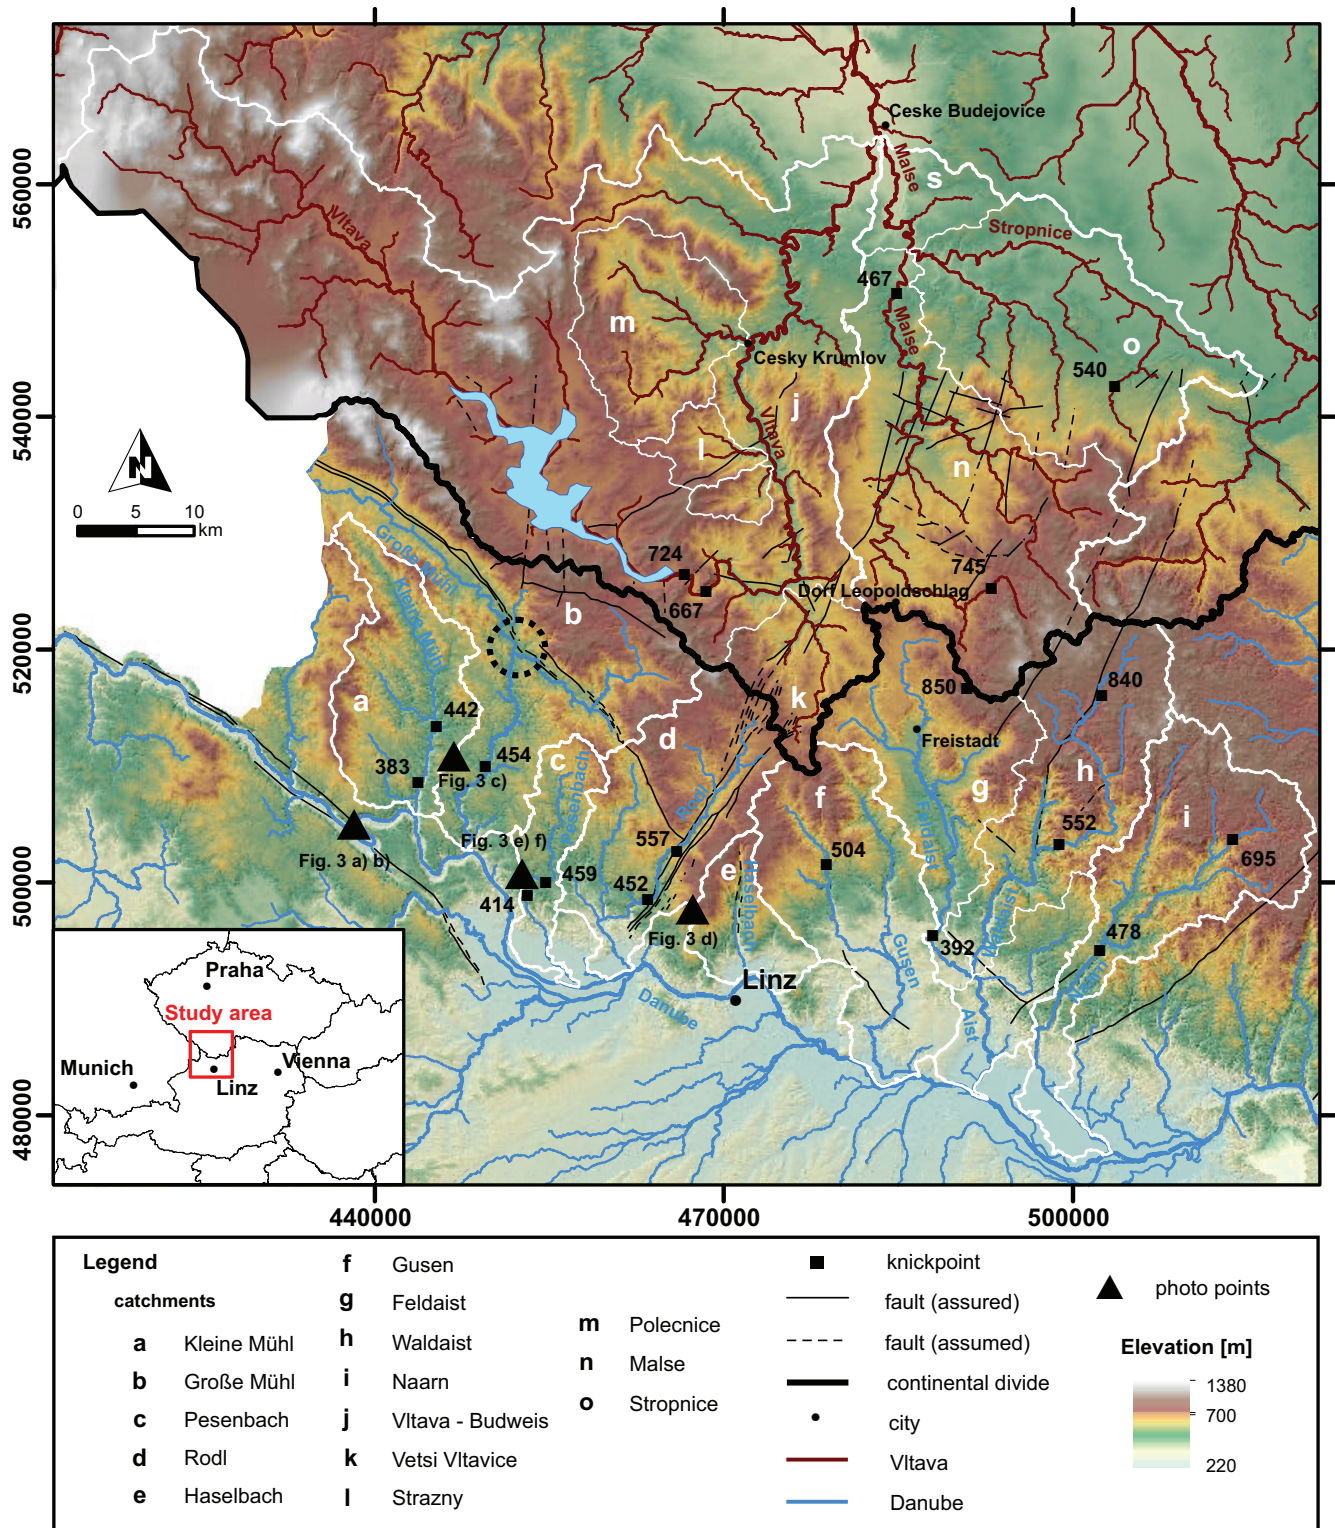 Ceske Budejovice
Malse
s
560000
Vltava
Stropnice
467
m
Malse
o
Cesky Krumlov
540
j
540000
Vltava
l
n
N
0 5 10
km
Große Mühl
724
745
Kleine Mühl
Dorf Leopoldschlag
667
b
520000
850
840
a
k
442
d
Freistadt
454
c
383
Fig. 3 c)
Pesenbach
g
h
Rodl
f
Feldaist
i
552
Fig. 3 a) b)
Fig. 3 e) f)
557
504
695
500000
459
452
e
Haselbach
414
Fig. 3 d)
Waldaist
478
392
Gusen
Naarn
Praha
Linz
Study area
Danube
Aist
Munich
Vienna
Linz
480000
440000
470000
500000
Legend
catchments
a Kleine Mühl
b Große Mühl
c Pesenbach
d Rodl
e Haselbach
f Gusen
g Feldaist
h Waldaist
i Naarn
j Vltava - Budweis
k Vetsi Vltavice
l Strazny
m Polecnice
n Malse
o Stropnice
knickpoint
fault (assured)
fault (assumed)
continental divide
city
Vltava
Danube
photo points
Elevation [m]
1380
700
220